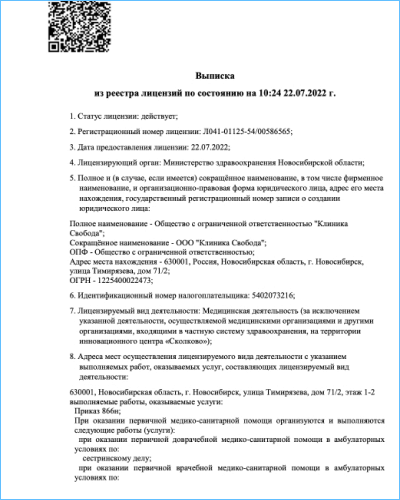 Выписка
из реестра лицензий по состоянию на 10:24 22.07.2022 г.
1. Статус лицензии: действует;
2. Регистрационный номер лицензии: Л041-01125-54/00586565;
3. Дата предоставления лицензии: 22.07.2022;
4. Лицензирующий орган: Министерство здравоохранения Новосибирской области;
5. Полное и (в случае, если имеется) сокращённое наименование, в том числе фирменное
наименование, и организационно-правовая форма юридического лица, адрес его места
нахождения, государственный регистрационный номер записи о создании
юридического лица:
Полное наименование - Общество с ограниченной ответственностью "Клиника
Свобода";
Сокращённое наименование - ООО "Клиника Свобода";
ОПФ - Общество с ограниченной ответственностью;
Адрес места нахождения - 630001, Россия, Новосибирская область, г. Новосибирск,
улица Тимирязева, дом 71/2;
ОГРН - 1225400022473;
6. Идентификационный номер налогоплательщика: 5402073216;
7. Лицензируемый вид деятельности: Медицинская деятельность (за исключением
указанной деятельности, осуществляемой медицинскими организациями и другими
организациями, входящими в частную систему здравоохранения, на территории
инновационного центра «Сколково»);
8. Адреса мест осуществления лицензируемого вида деятельности с указанием
выполняемых работ, оказываемых услуг, составляющих лицензируемый вид
деятельности:
630001, Новосибирская область, г. Новосибирск, улица Тимирязева, дом 71/2, этаж 1-2
выполняемые работы, оказываемые услуги:
Приказ 866н;
При оказании первичной медико-санитарной помощи организуются и выполняются
следующие работы (услуги):
при оказании первичной доврачебной медико-санитарной помощи в амбулаторных
условиях по:
сестринскому делу;
при оказании первичной врачебной медико-санитарной помощи в амбулаторных
условиях по: